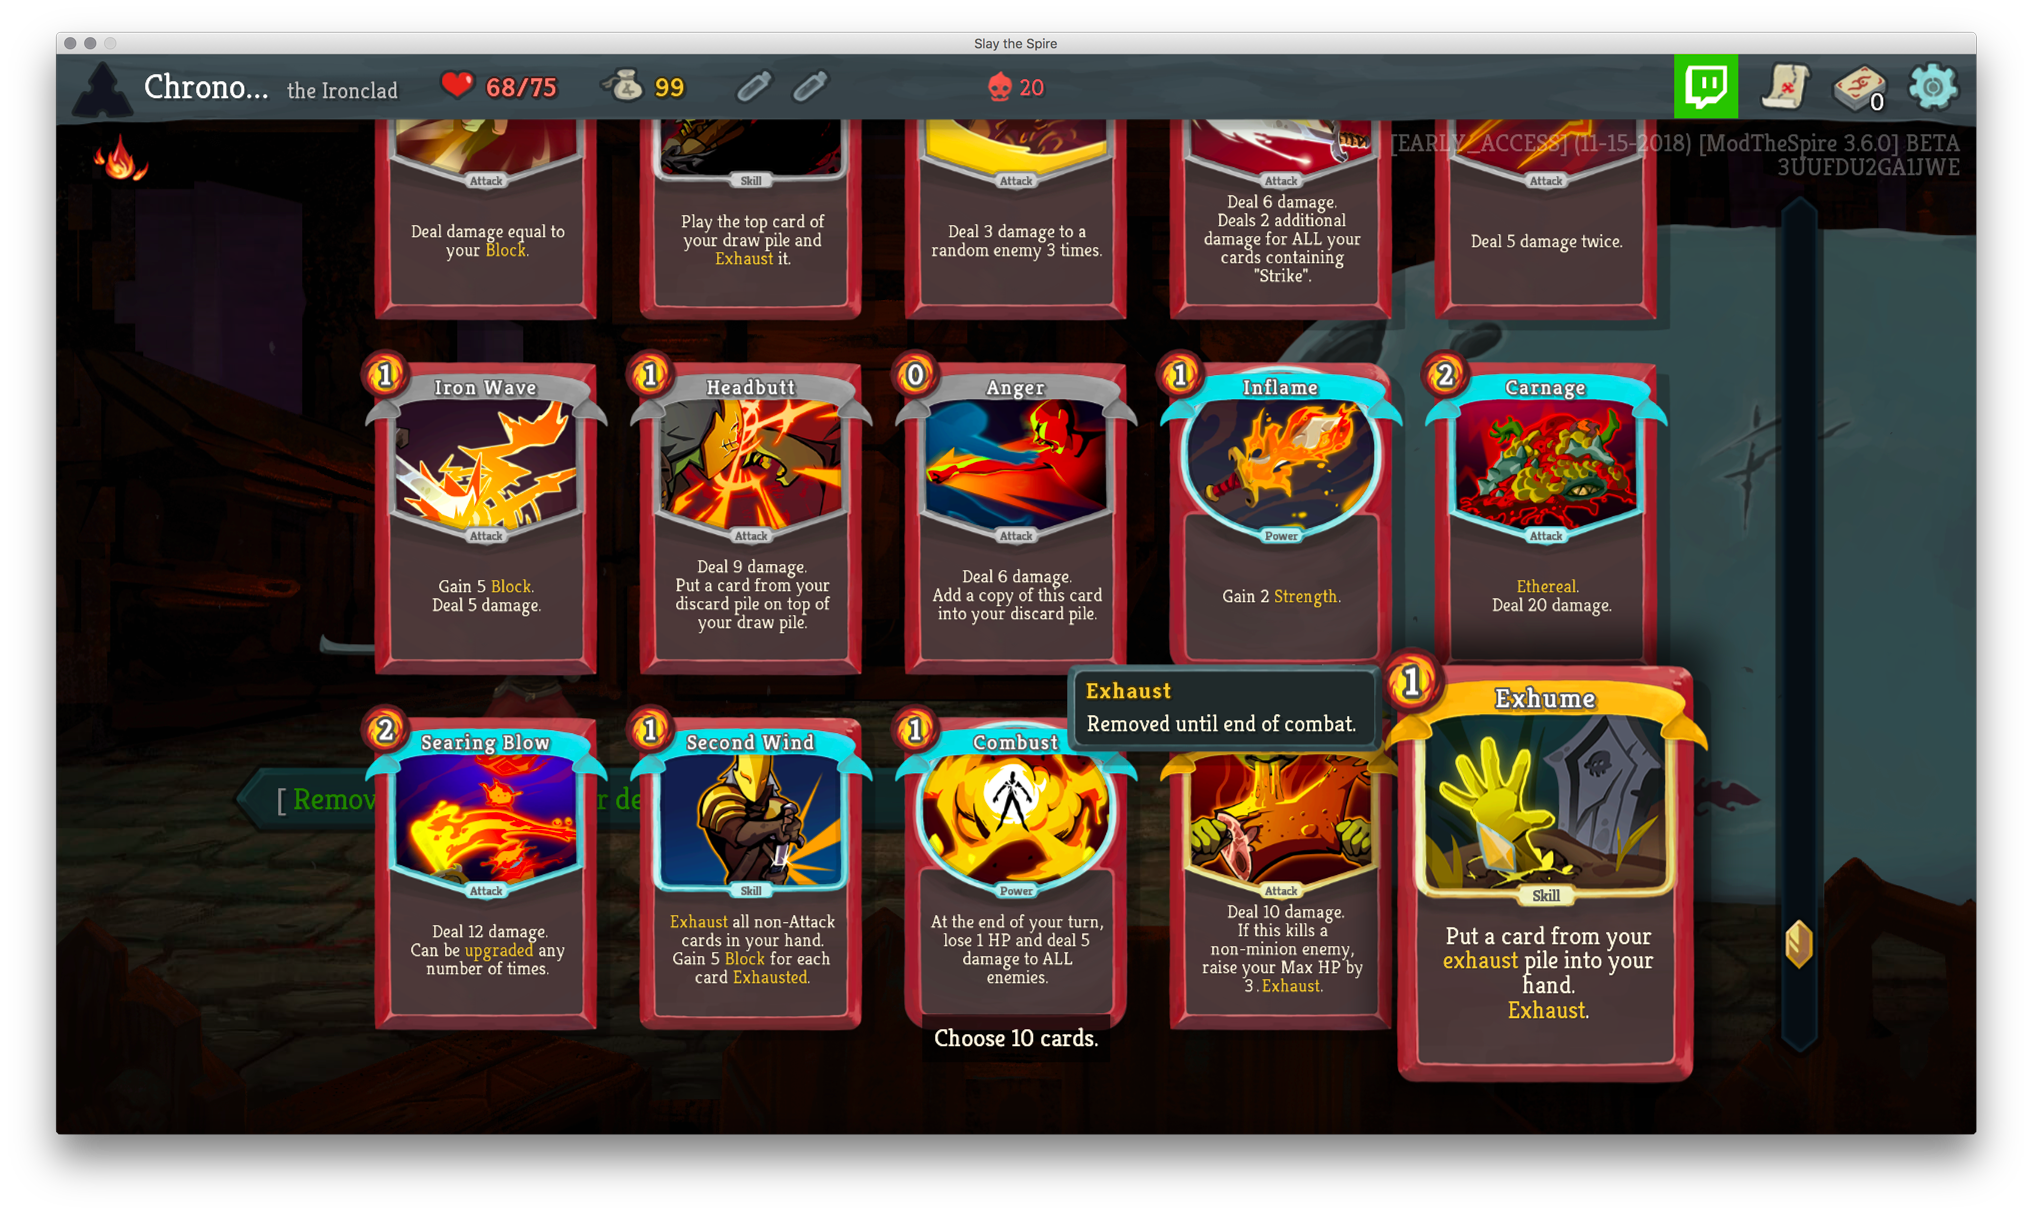 Slay the Spire
Chrono... the Ironclad 68/75 99 20 0
[EARLY_ACCESS] (11-15-2018) [ModTheSpire 3.6.0] BETA
3UUFDU2GA1JWE
Attack
Deal damage equal to
your Block.
Skill
Play the top card of
your draw pile and
Exhaust it.
Attack
Deal 3 damage to a
random enemy 3 times.
Attack
Deal 6 damage.
Deals 2 additional
damage for ALL your
cards containing
"Strike".
Attack
Deal 5 damage twice.
1
Iron Wave
Attack
Gain 5 Block.
Deal 5 damage.
1
Headbutt
Attack
Deal 9 damage.
Put a card from your
discard pile on top of
your draw pile.
0
Anger
Attack
Deal 6 damage.
Add a copy of this card
into your discard pile.
1
Inflame
Power
Gain 2 Strength.
2
Carnage
Attack
Ethereal.
Deal 20 damage.
2
Searing Blow
Attack
Deal 12 damage.
Can be upgraded any
number of times.
1
Second Wind
Skill
Exhaust all non-Attack
cards in your hand.
Gain 5 Block for each
card Exhausted.
1
Combust
Power
At the end of your turn,
lose 1 HP and deal 5
damage to ALL
enemies.
Exhaust
Removed until end of combat.
Attack
Deal 10 damage.
If this kills a
non-minion enemy,
raise your Max HP by
3 . Exhaust.
1
Exhume
Skill
Put a card from your
exhaust pile into your
hand.
Exhaust.
[ Remov
r de
Choose 10 cards.